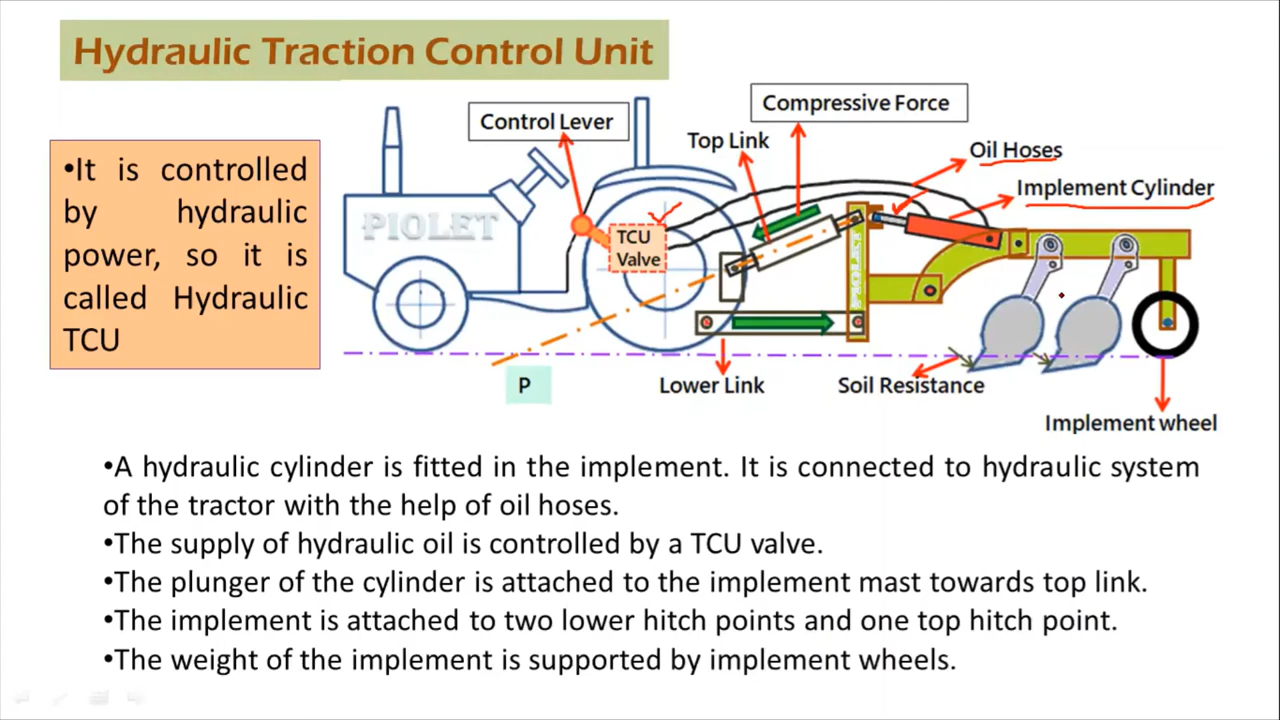 Hydraulic Traction Control Unit
Control Lever
Compressive Force
Top Link
Oil Hoses
Implement Cylinder
•It is controlled
by hydraulic
power, so it is
called Hydraulic
TCU
PIOLET
TCU
Valve
P
Lower Link
Soil Resistance
Implement wheel
•A hydraulic cylinder is fitted in the implement. It is connected to hydraulic system
of the tractor with the help of oil hoses.
•The supply of hydraulic oil is controlled by a TCU valve.
•The plunger of the cylinder is attached to the implement mast towards top link.
•The implement is attached to two lower hitch points and one top hitch point.
•The weight of the implement is supported by implement wheels.